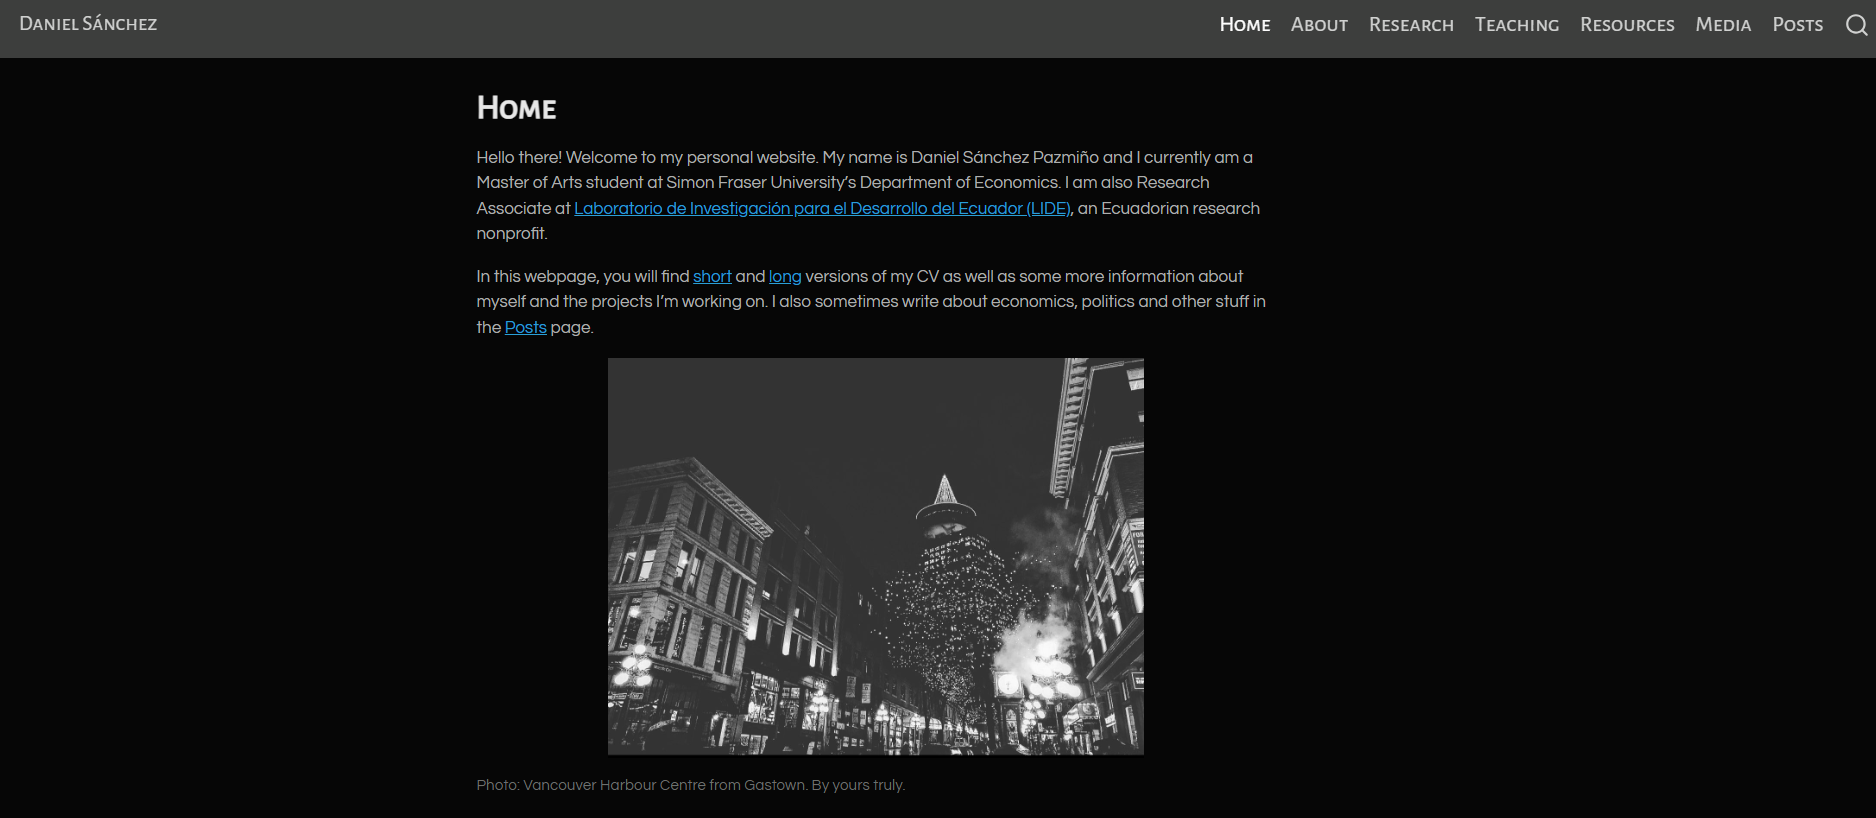 Daniel Sánchez
Home About Research Teaching Resources Media Posts
Home
Hello there! Welcome to my personal website. My name is Daniel Sánchez Pazmiño and I currently am a
Master of Arts student at Simon Fraser University’s Department of Economics. I am also Research
Associate at Laboratorio de Investigación para el Desarrollo del Ecuador (LIDE), an Ecuadorian research
nonprofit.
In this webpage, you will find short and long versions of my CV as well as some more information about
myself and the projects I’m working on. I also sometimes write about economics, politics and other stuff in
the Posts page.
Photo: Vancouver Harbour Centre from Gastown. By yours truly.